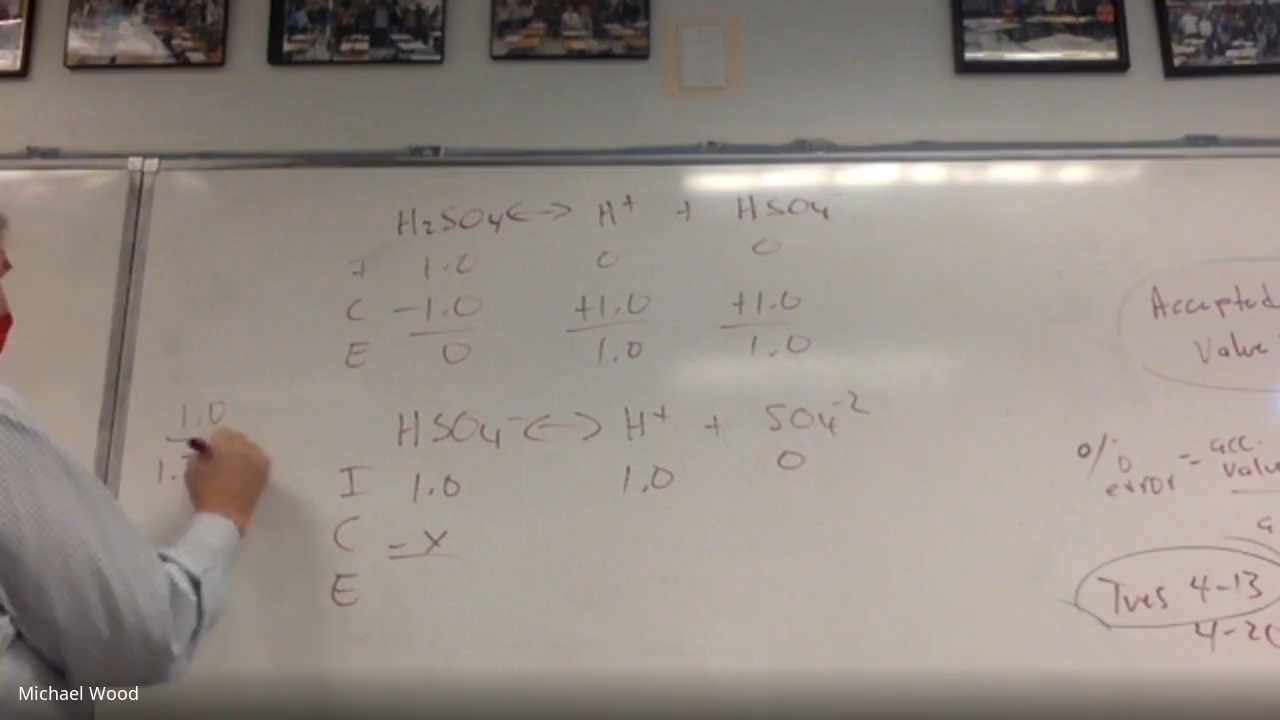 H₂SO₄ <-> H⁺ + HSO₄⁻
I 1.0 0 0
C -1.0 +1.0 +1.0
E 0 1.0 1.0
HSO₄⁻ <-> H⁺ + SO₄⁻²
I 1.0 1.0 0
C -x
E
1.0
1.
Accepted
Value
% error = acc. valu
Tues 4-13
4-20
Michael Wood